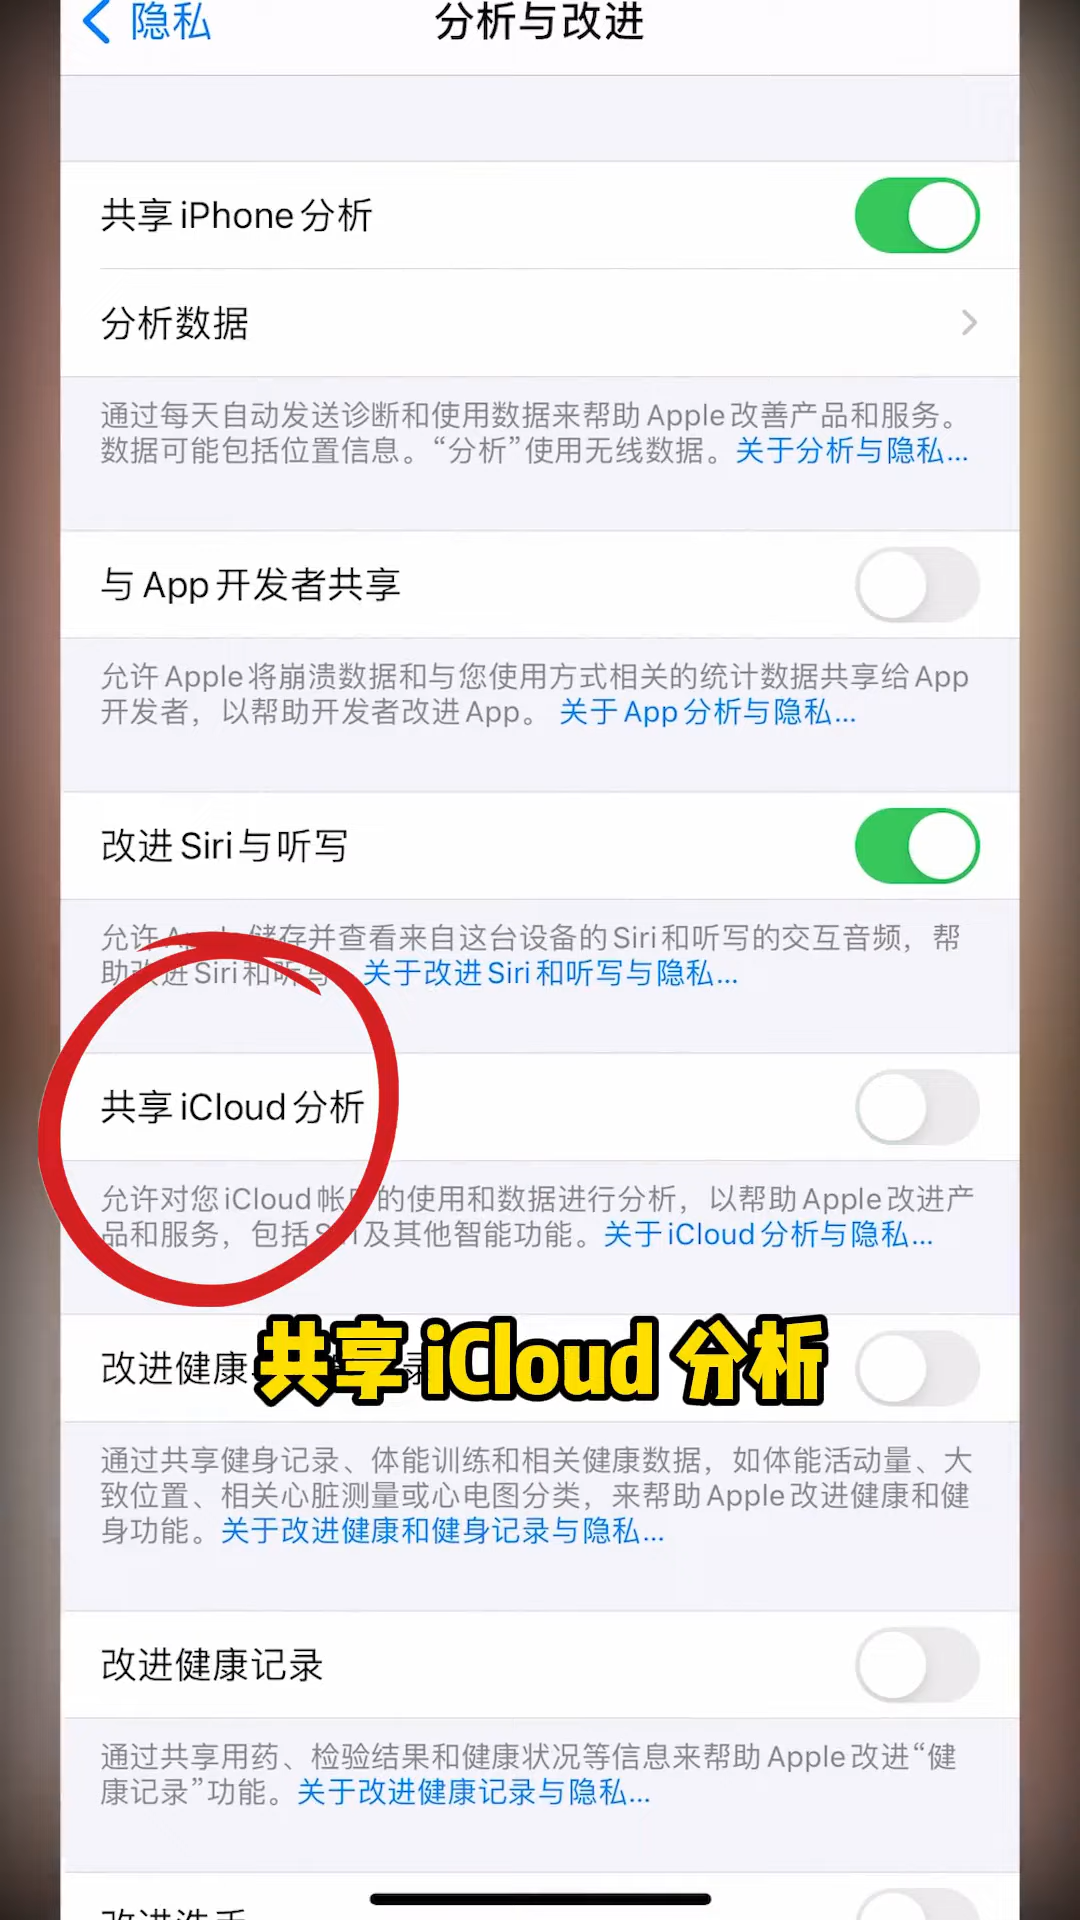 隐私
分析与改进
共享 iPhone 分析
分析数据
通过每天自动发送诊断和使用数据来帮助 Apple 改善产品和服务。
数据可能包括位置信息。“分析”使用无线数据。关于分析与隐私...
与 App 开发者共享
允许 Apple 将崩溃数据和与您使用方式相关的统计数据共享给 App
开发者，以帮助开发者改进 App。关于 App 分析与隐私...
改进 Siri 与听写
允许 Apple 储存并查看来自这台设备的 Siri 和听写的交互音频，帮
助改进 Siri 和听写。关于改进 Siri 和听写与隐私...
共享 iCloud 分析
允许对您 iCloud 帐户的使用和数据进行分析，以帮助 Apple 改进产
品和服务，包括 Siri 及其他智能功能。关于 iCloud 分析与隐私...
共享 iCloud 分析
改进健康
通过共享健身记录、体能训练和相关健康数据，如体能活动量、大
致位置、相关心脏测量或心电图分类，来帮助 Apple 改进健康和健
身功能。关于改进健康和健身记录与隐私...
改进健康记录
通过共享用药、检验结果和健康状况等信息来帮助 Apple 改进“健
康记录”功能。关于改进健康记录与隐私...
改进洗手